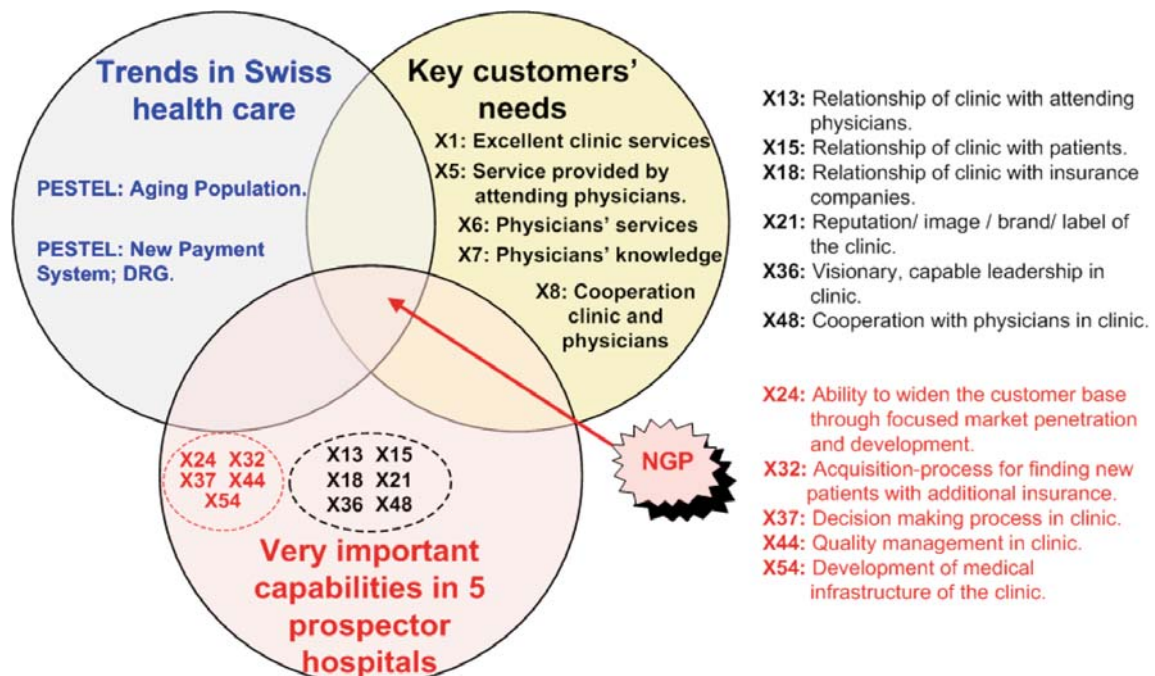 Trends in Swiss
health care
PESTEL: Aging Population.
PESTEL: New Payment
System; DRG.
Key customers'
needs
X1: Excellent clinic services
X5: Service provided by
attending physicians.
X6: Physicians' services
X7: Physicians' knowledge
X8: Cooperation
clinic and
physicians
NGP
X24 X32
X37 X44
X54
X13 X15
X18 X21
X36 X48
Very important
capabilities in 5
prospector
hospitals
X13: Relationship of clinic with attending
physicians.
X15: Relationship of clinic with patients.
X18: Relationship of clinic with insurance
companies.
X21: Reputation/ image / brand/ label of
the clinic.
X36: Visionary, capable leadership in
clinic.
X48: Cooperation with physicians in clinic.
X24: Ability to widen the customer base
through focused market penetration
and development.
X32: Acquisition-process for finding new
patients with additional insurance.
X37: Decision making process in clinic.
X44: Quality management in clinic.
X54: Development of medical
infrastructure of the clinic.